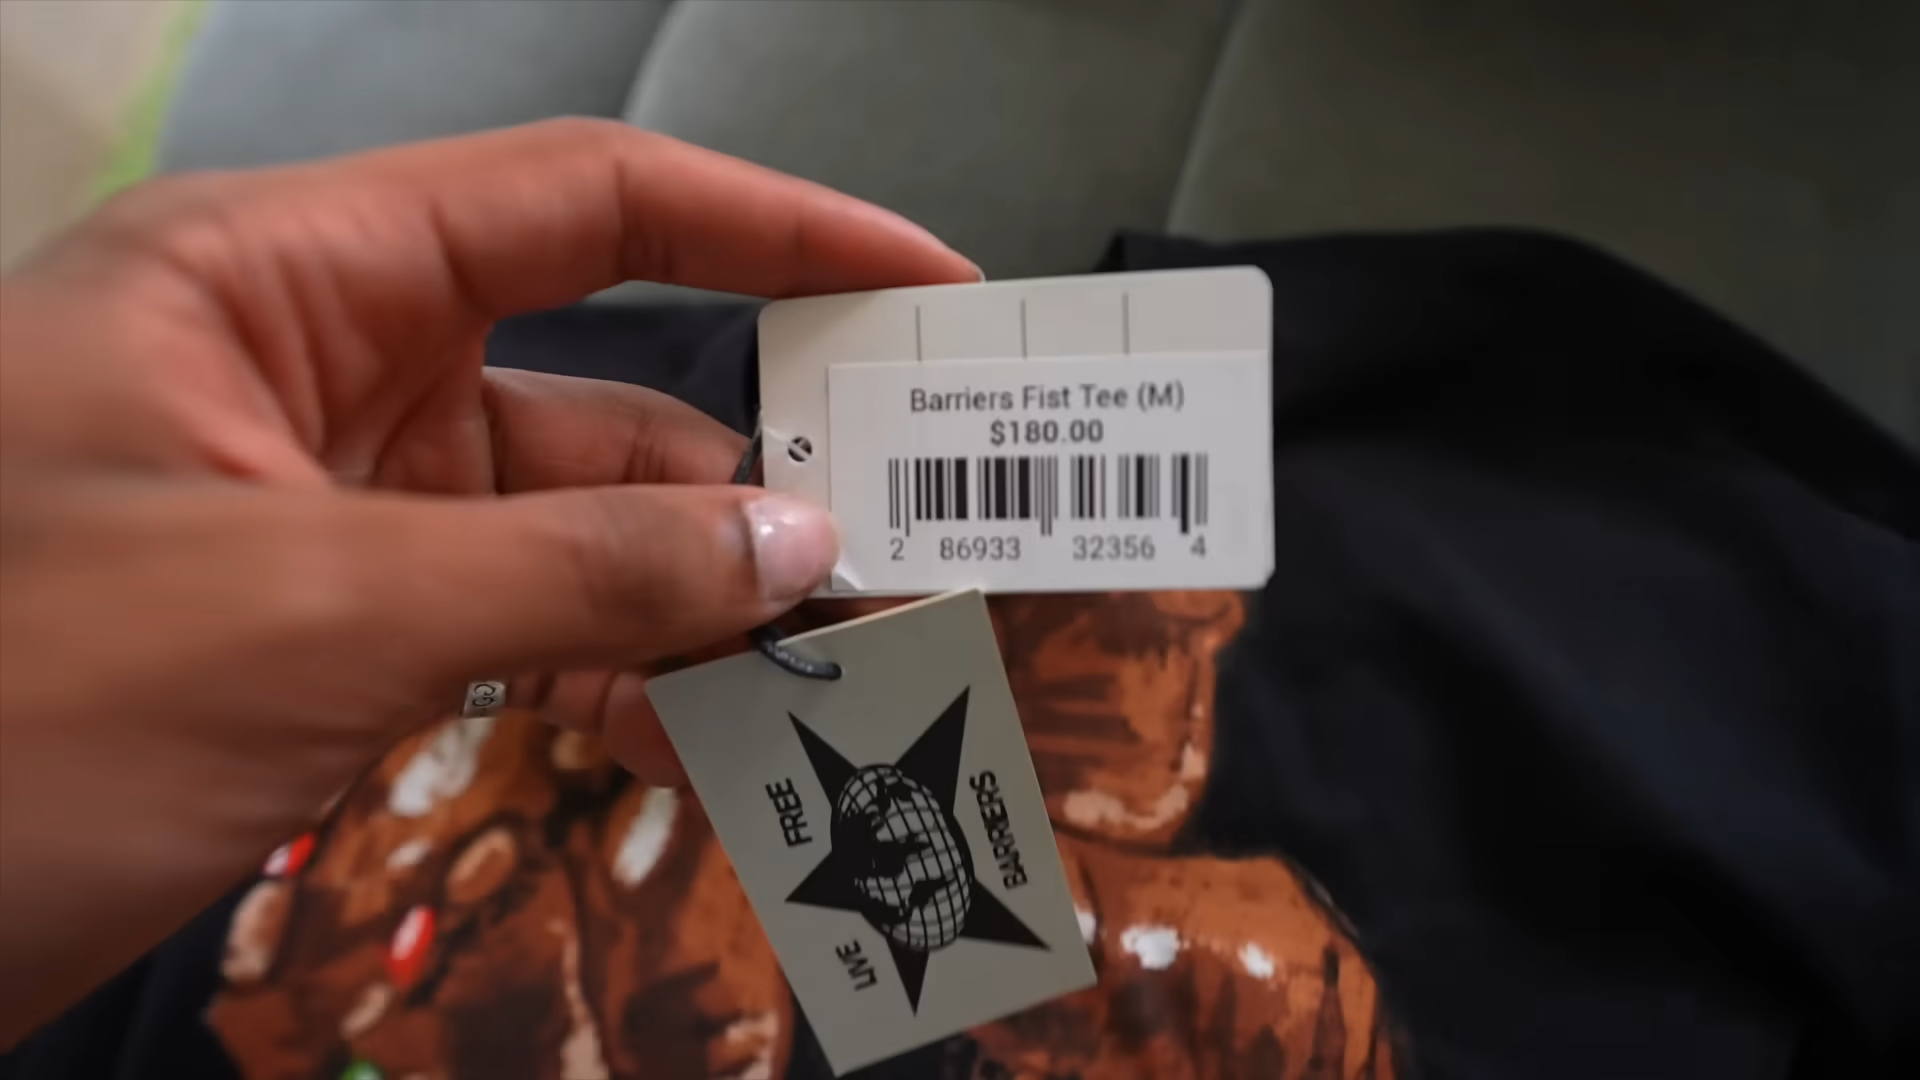 Barriers Fist Tee (M)
$180.00
2 86933 32356 4
LIVE FREE
BARRIERS